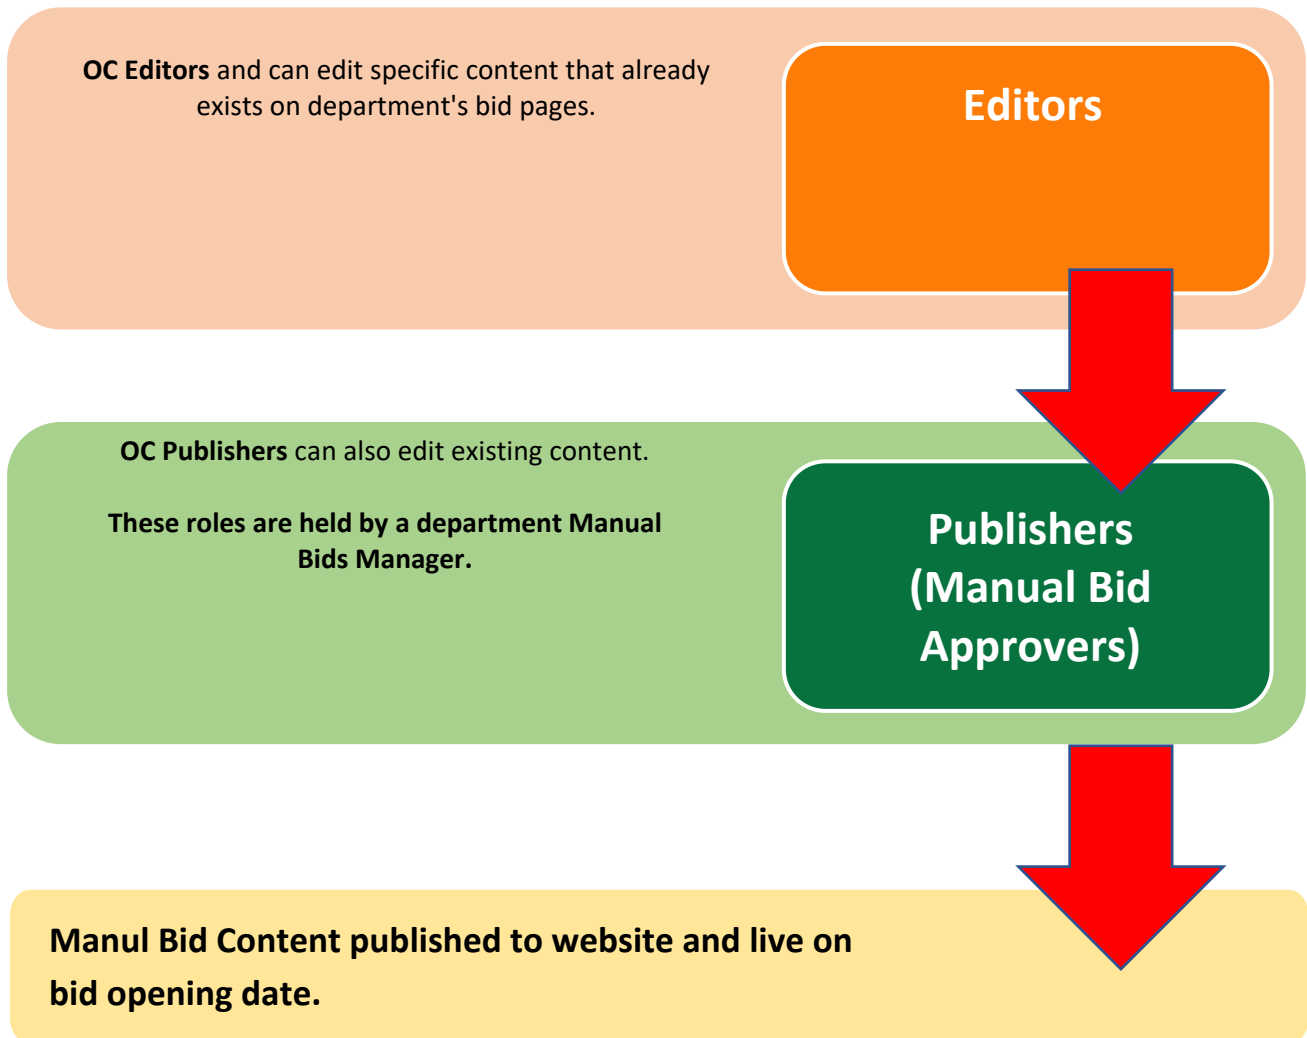 OC Editors and can edit specific content that already
exists on department's bid pages.
Editors
OC Publishers can also edit existing content.
These roles are held by a department Manual
Bids Manager.
Publishers
(Manual Bid
Approvers)
Manul Bid Content published to website and live on
bid opening date.